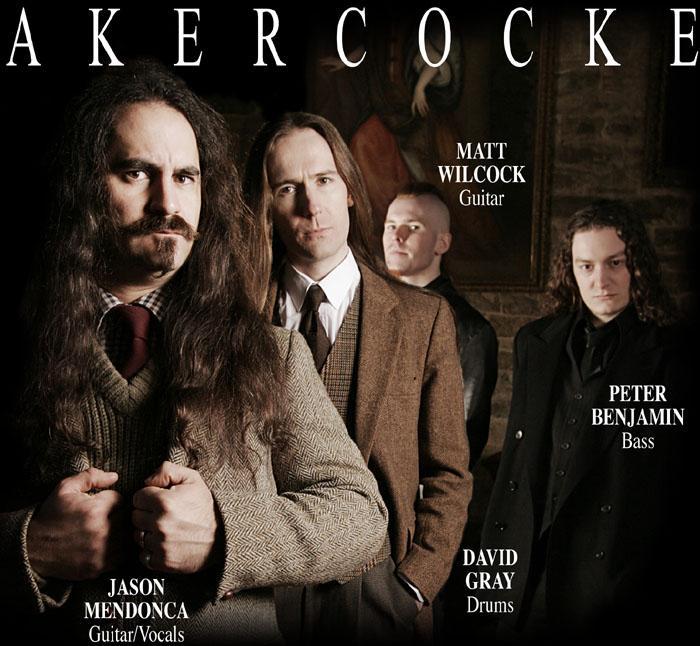 AKERCOCKE
MATT
WILCOCK
Guitar
PETER
BENJAMIN
Bass
DAVID
GRAY
Drums
JASON
MENDONCA
Guitar/Vocals